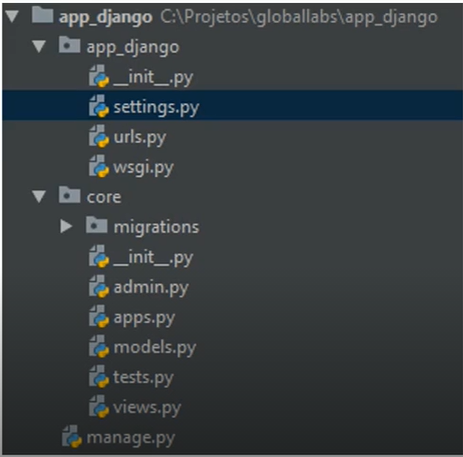 app_django C:\Projetos\globallabs\app_django
app_django
__init__.py
settings.py
urls.py
wsgi.py
core
migrations
__init__.py
admin.py
apps.py
models.py
tests.py
views.py
manage.py